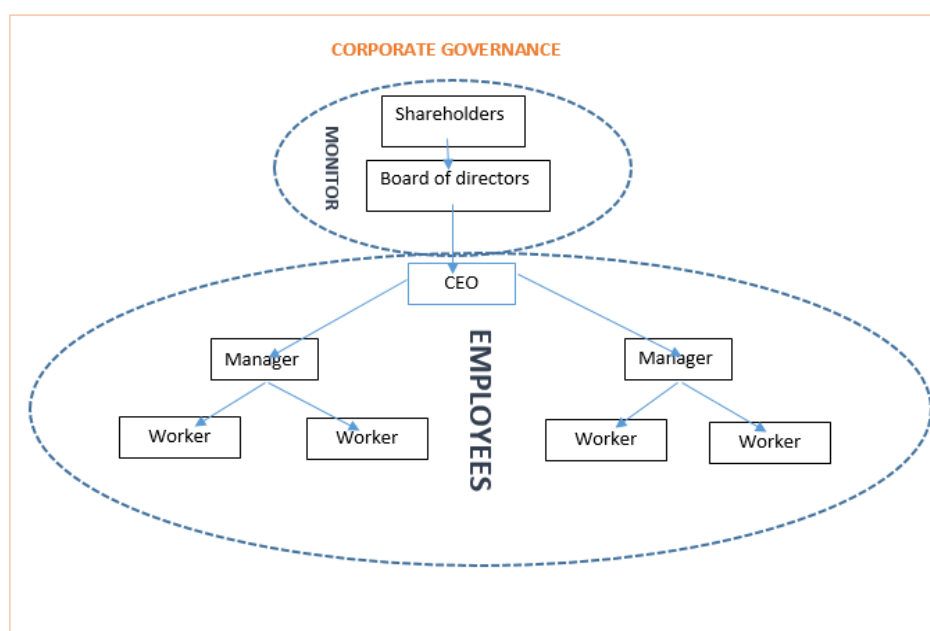 CORPORATE GOVERNANCE
Shareholders
MONITOR
Board of directors
CEO
EMPLOYEES
Manager
Manager
Worker
Worker
Worker
Worker